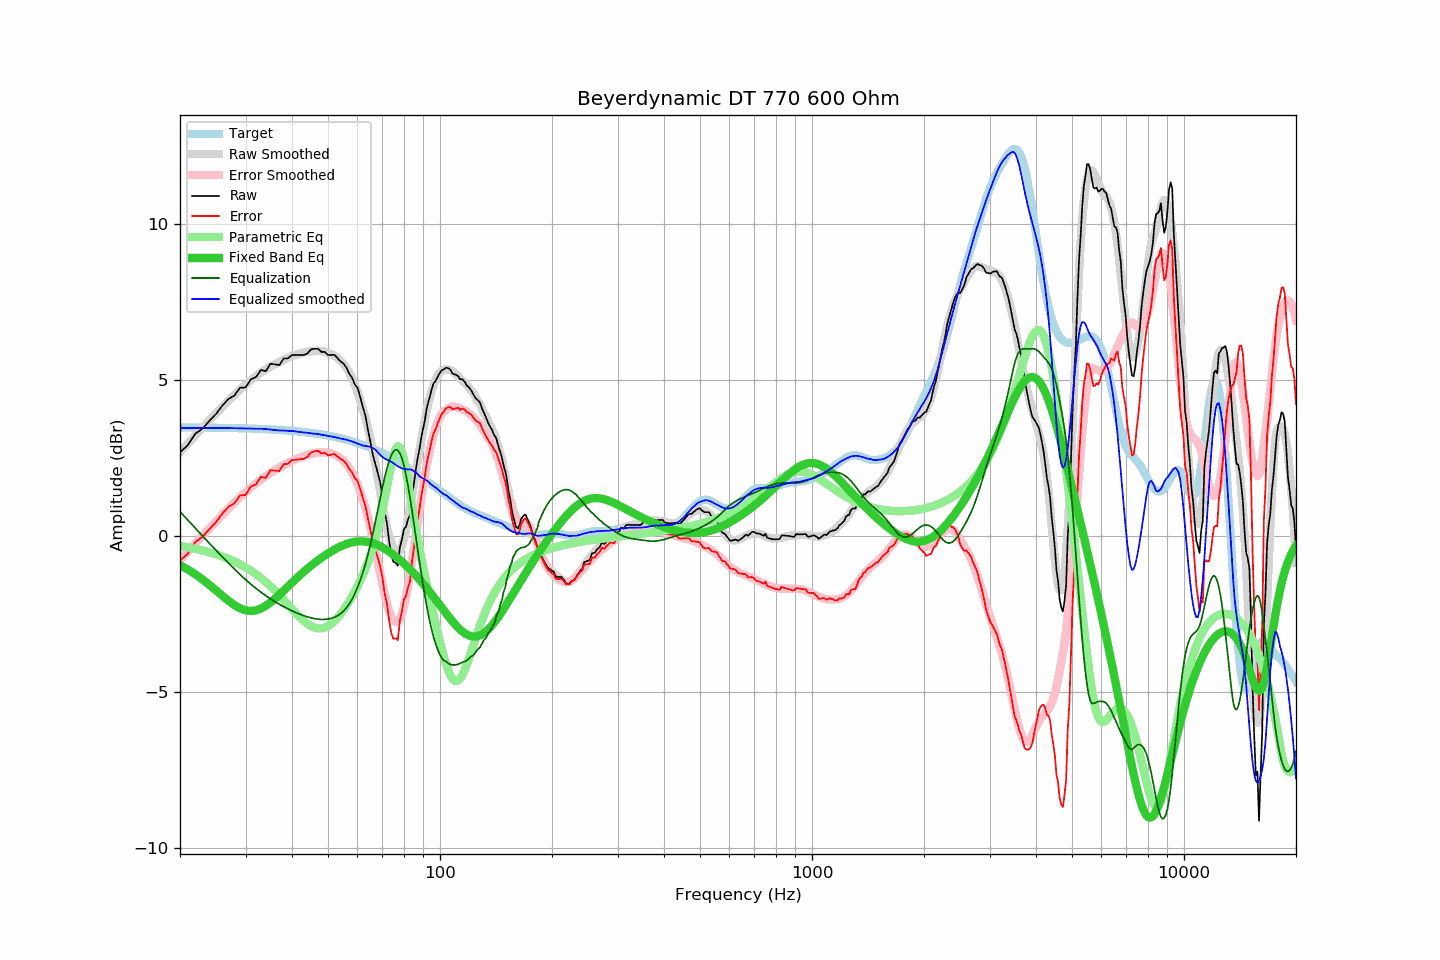 Beyerdynamic DT 770 600 Ohm
Target
Raw Smoothed
Error Smoothed
Raw
Error
Parametric Eq
Fixed Band Eq
Equalization
Equalized smoothed
Amplitude (dBr)
10
5
0
−5
−10
100
1000
10000
Frequency (Hz)